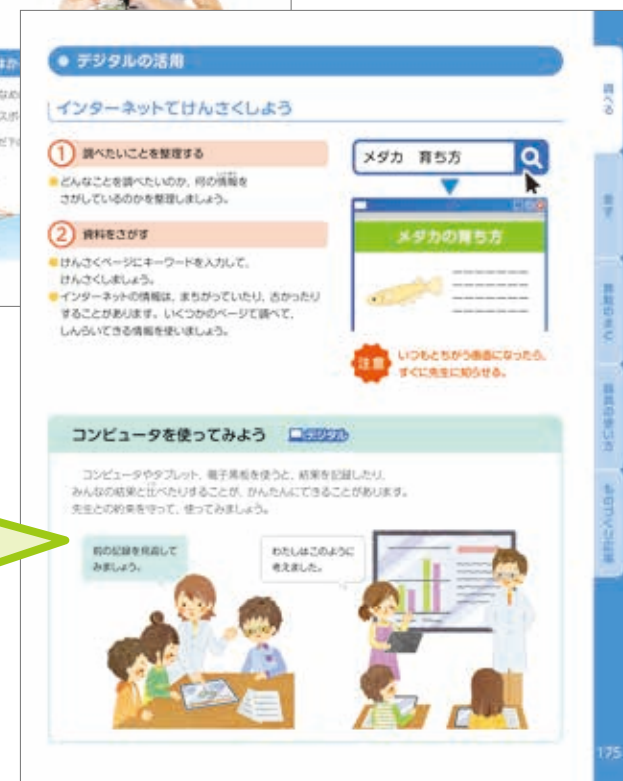 デジタルの活用
インターネットでけんさくしよう
1 調べたいことを整理する
どんなことを調べたいのか，何の情報を
さがしているのかを整理しましょう。
2 資料をさがす
けんさくページにキーワードを入力して，
けんさくしましょう。
インターネットの情報は，まちがっていたり，古かったり
することがあります。いくつかのページで調べて，
しんらいできる情報を使いましょう。
メダカ　育ち方
メダカの育ち方
注意
いつもとちがう画面になったら，
すぐに先生に知らせる。
コンピュータを使ってみよう
デジタル
コンピュータやタブレット，電子黒板を使うと，結果を記録したり，
みんなの結果と比べたりすることが，かんたんにできることがあります。
先生との約束を守って，使ってみましょう。
前の記録を見返して
みましょう。
わたしはこのように
考えました。
調べる
器具の使い方
ものづくり広場
175